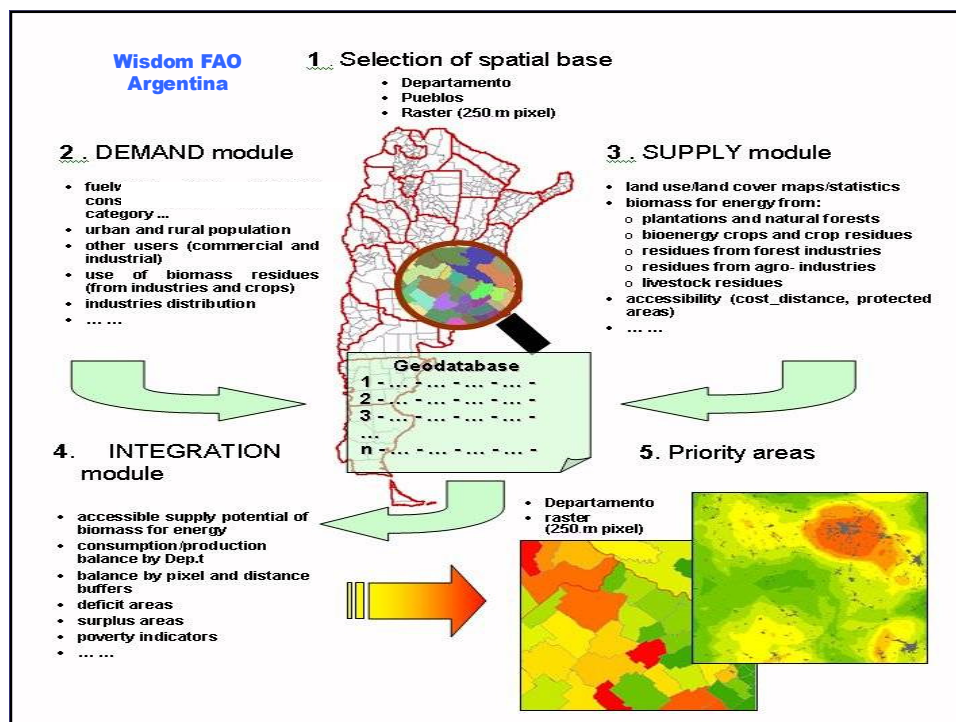 Wisdom FAO
Argentina
1 . Selection of spatial base
• Departamento
• Pueblos
• Raster (250 m pixel)
2 . DEMAND module
•
category ...
• urban and rural population
• other users (commercial and
industrial)
• use of biomass residues
(from industries and crops)
• industries distribution
• ... ...
3 . SUPPLY module
• land use/land cover maps/statistics
• biomass for energy from:
o plantations and natural forests
o bioenergy crops and crop residues
o residues from forest industries
o residues from agro- industries
o livestock residues
• accessibility (cost_distance, protected
areas)
• ... ...
Geodatabase
1 - ... - ... - ... - ... -
2 - ... - ... - ... - ... -
3 - ... - ... - ... - ... -
...
n - ... - ... - ... - ... -
4. INTEGRATION
module
• accessible supply potential of
biomass for energy
• consumption/production
balance by Dep.t
• balance by pixel and distance
buffers
• deficit areas
• surplus areas
• poverty indicators
• ... ...
5. Priority areas
• Departamento
• raster
(250 m pixel)